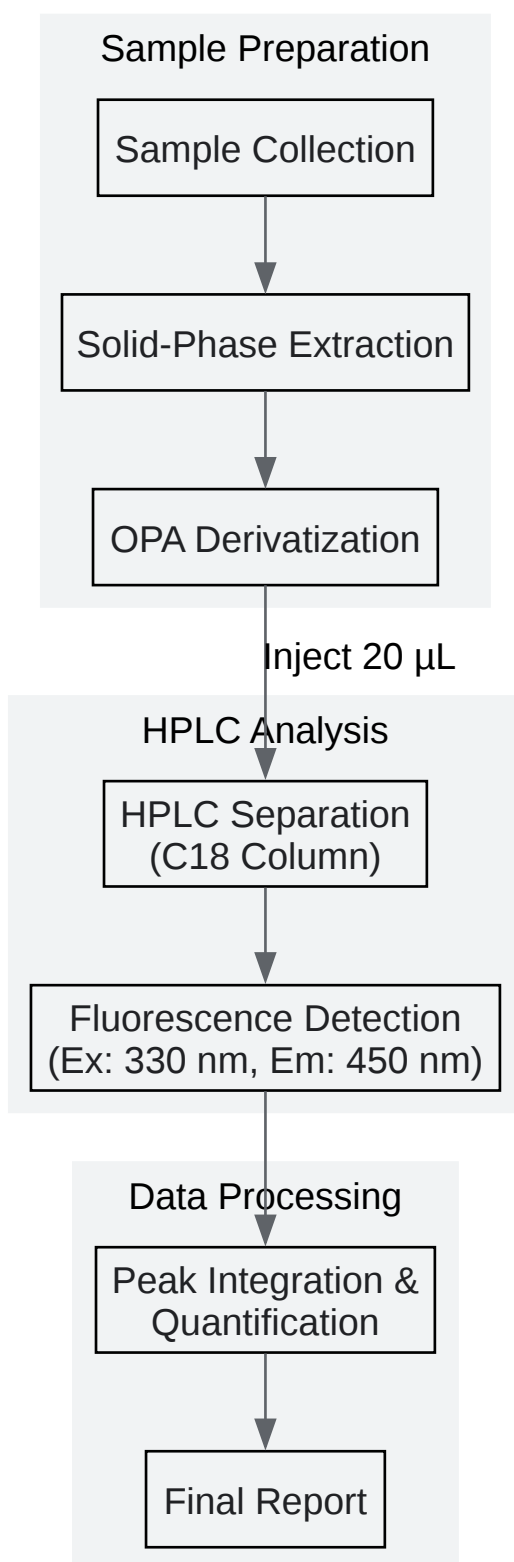 Sample Preparation
Sample Collection
Solid-Phase Extraction
OPA Derivatization
Inject 20 µL
HPLC Analysis
HPLC Separation
(C18 Column)
Fluorescence Detection
(Ex: 330 nm, Em: 450 nm)
Data Processing
Peak Integration &
Quantification
Final Report